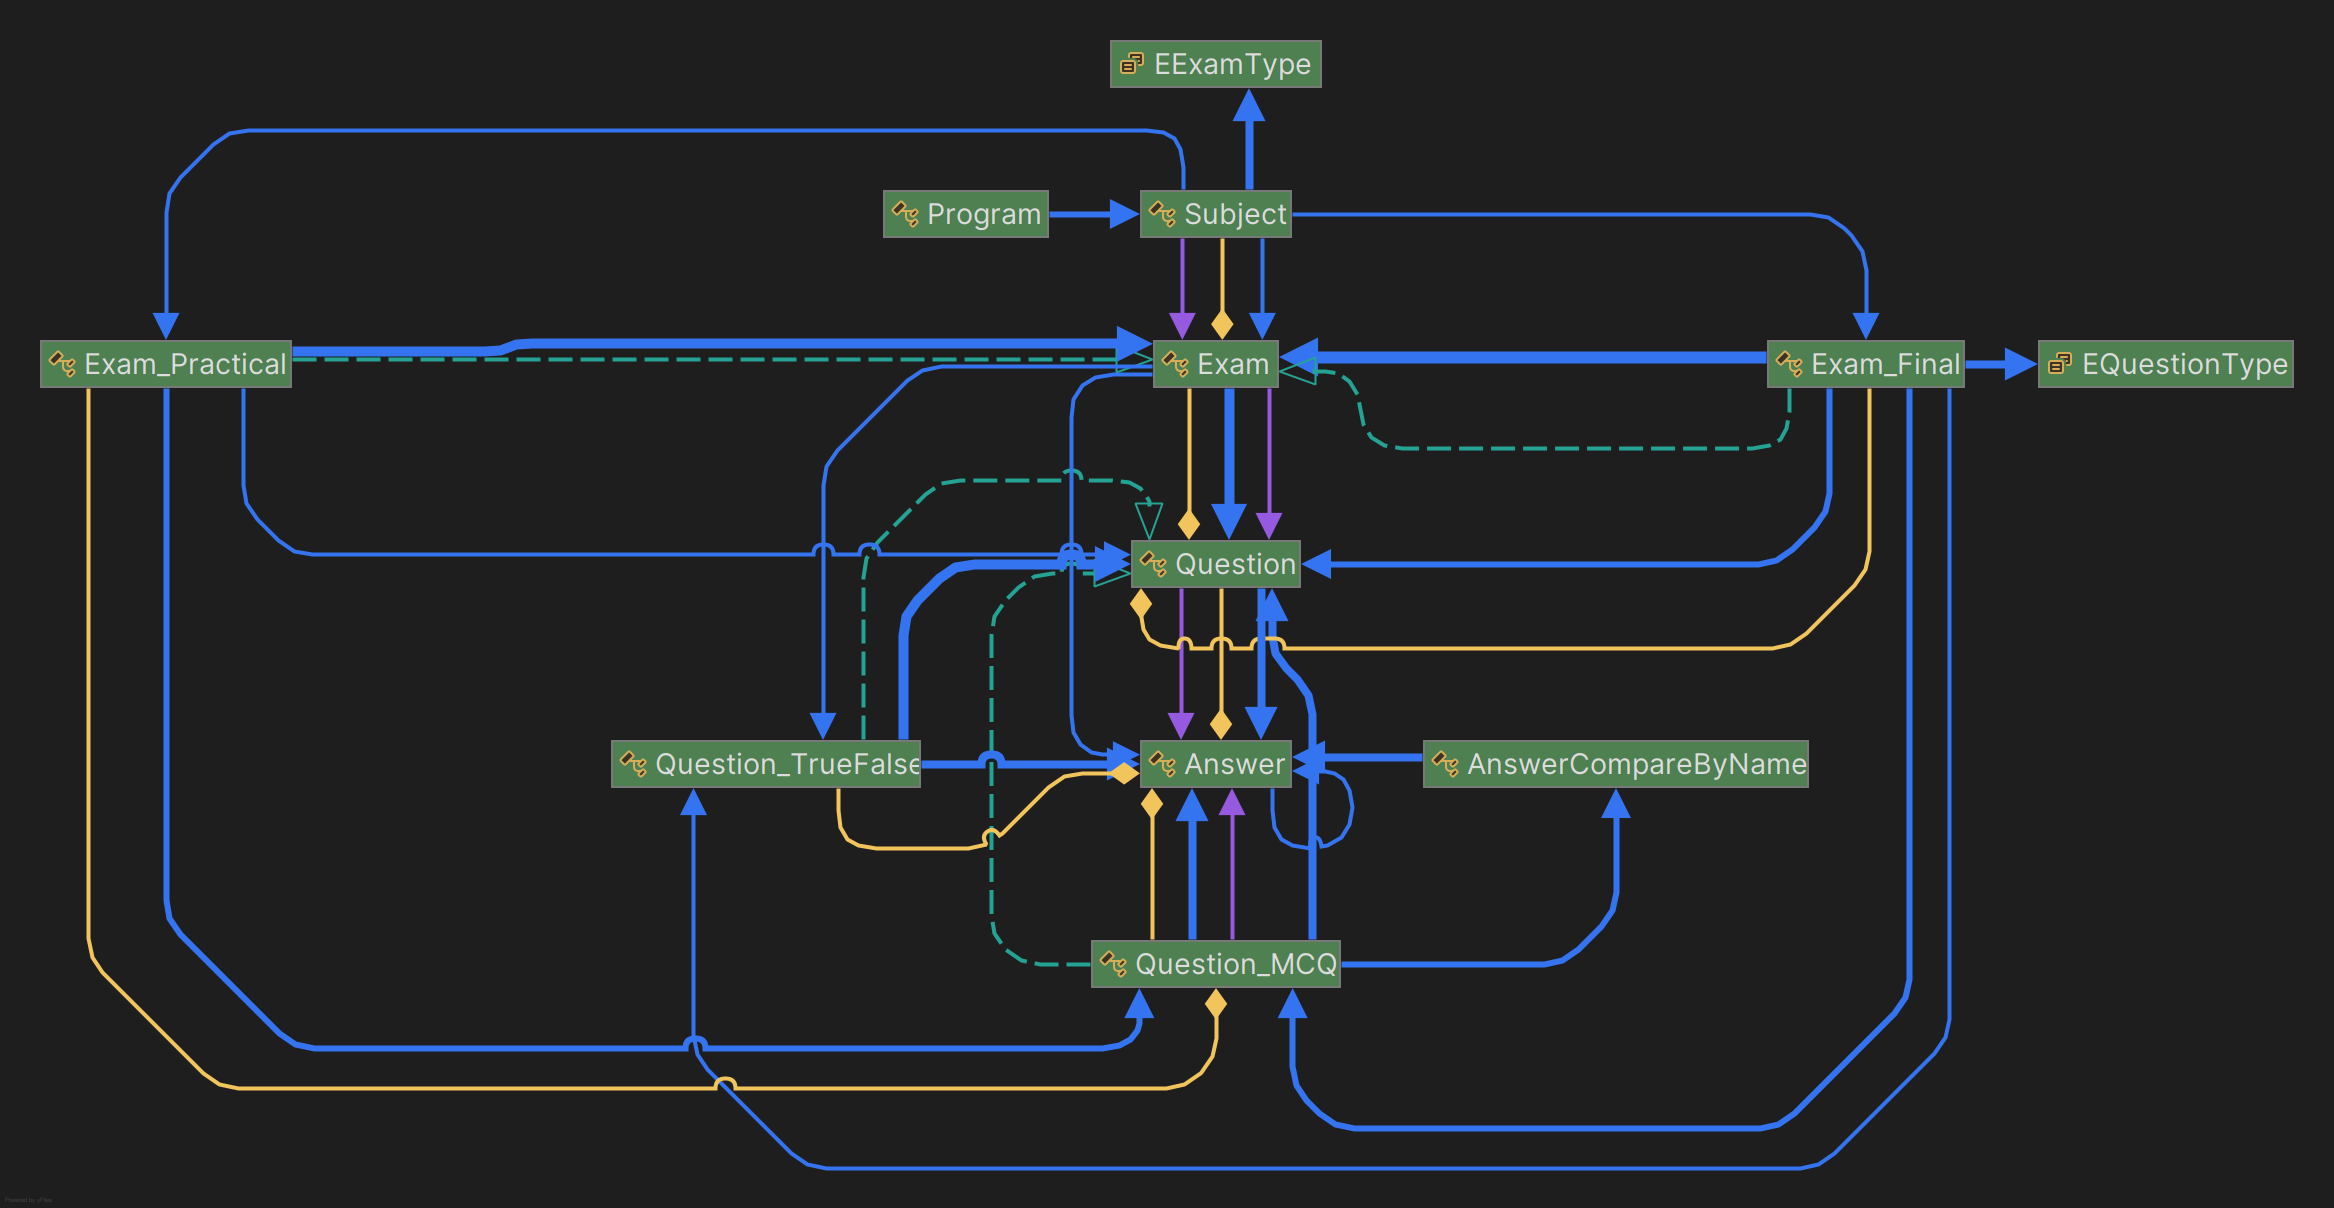 EExamType
Program
Subject
Exam_Practical
Exam
Exam_Final
EQuestionType
Question
Question_TrueFalse
Answer
AnswerCompareByName
Question_MCQ
Powered by yFiles